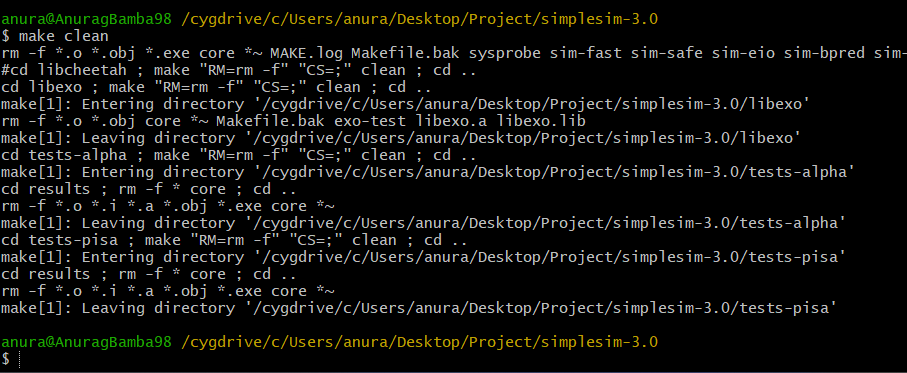 anura@AnuragBamba98 /cygdrive/c/Users/anura/Desktop/Project/simplesim-3.0
$ make clean
rm -f *.o *.obj *.exe core *~ MAKE.log Makefile.bak sysprobe sim-fast sim-safe sim-eio sim-bpred sim-
#cd libcheetah ; make "RM=rm -f" "CS=;" clean ; cd ..
cd libexo ; make "RM=rm -f" "CS=;" clean ; cd ..
make[1]: Entering directory '/cygdrive/c/Users/anura/Desktop/Project/simplesim-3.0/libexo'
rm -f *.o *.obj core *~ Makefile.bak exo-test libexo.a libexo.lib
make[1]: Leaving directory '/cygdrive/c/Users/anura/Desktop/Project/simplesim-3.0/libexo'
cd tests-alpha ; make "RM=rm -f" "CS=;" clean ; cd ..
make[1]: Entering directory '/cygdrive/c/Users/anura/Desktop/Project/simplesim-3.0/tests-alpha'
cd results ; rm -f * core ; cd ..
rm -f *.o *.i *.a *.obj *.exe core *~
make[1]: Leaving directory '/cygdrive/c/Users/anura/Desktop/Project/simplesim-3.0/tests-alpha'
cd tests-pisa ; make "RM=rm -f" "CS=;" clean ; cd ..
make[1]: Entering directory '/cygdrive/c/Users/anura/Desktop/Project/simplesim-3.0/tests-pisa'
cd results ; rm -f * core ; cd ..
rm -f *.o *.i *.a *.obj *.exe core *~
make[1]: Leaving directory '/cygdrive/c/Users/anura/Desktop/Project/simplesim-3.0/tests-pisa'
anura@AnuragBamba98 /cygdrive/c/Users/anura/Desktop/Project/simplesim-3.0
$